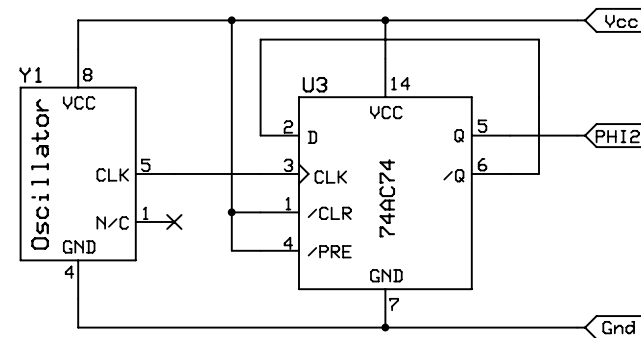 Vcc
Y1
8
VCC
Oscillator
CLK
5
N/C
1
GND
4
U3
14
VCC
2
D
Q
5
PHI2
3
CLK
/Q
6
74AC74
1
/CLR
4
/PRE
GND
7
Gnd